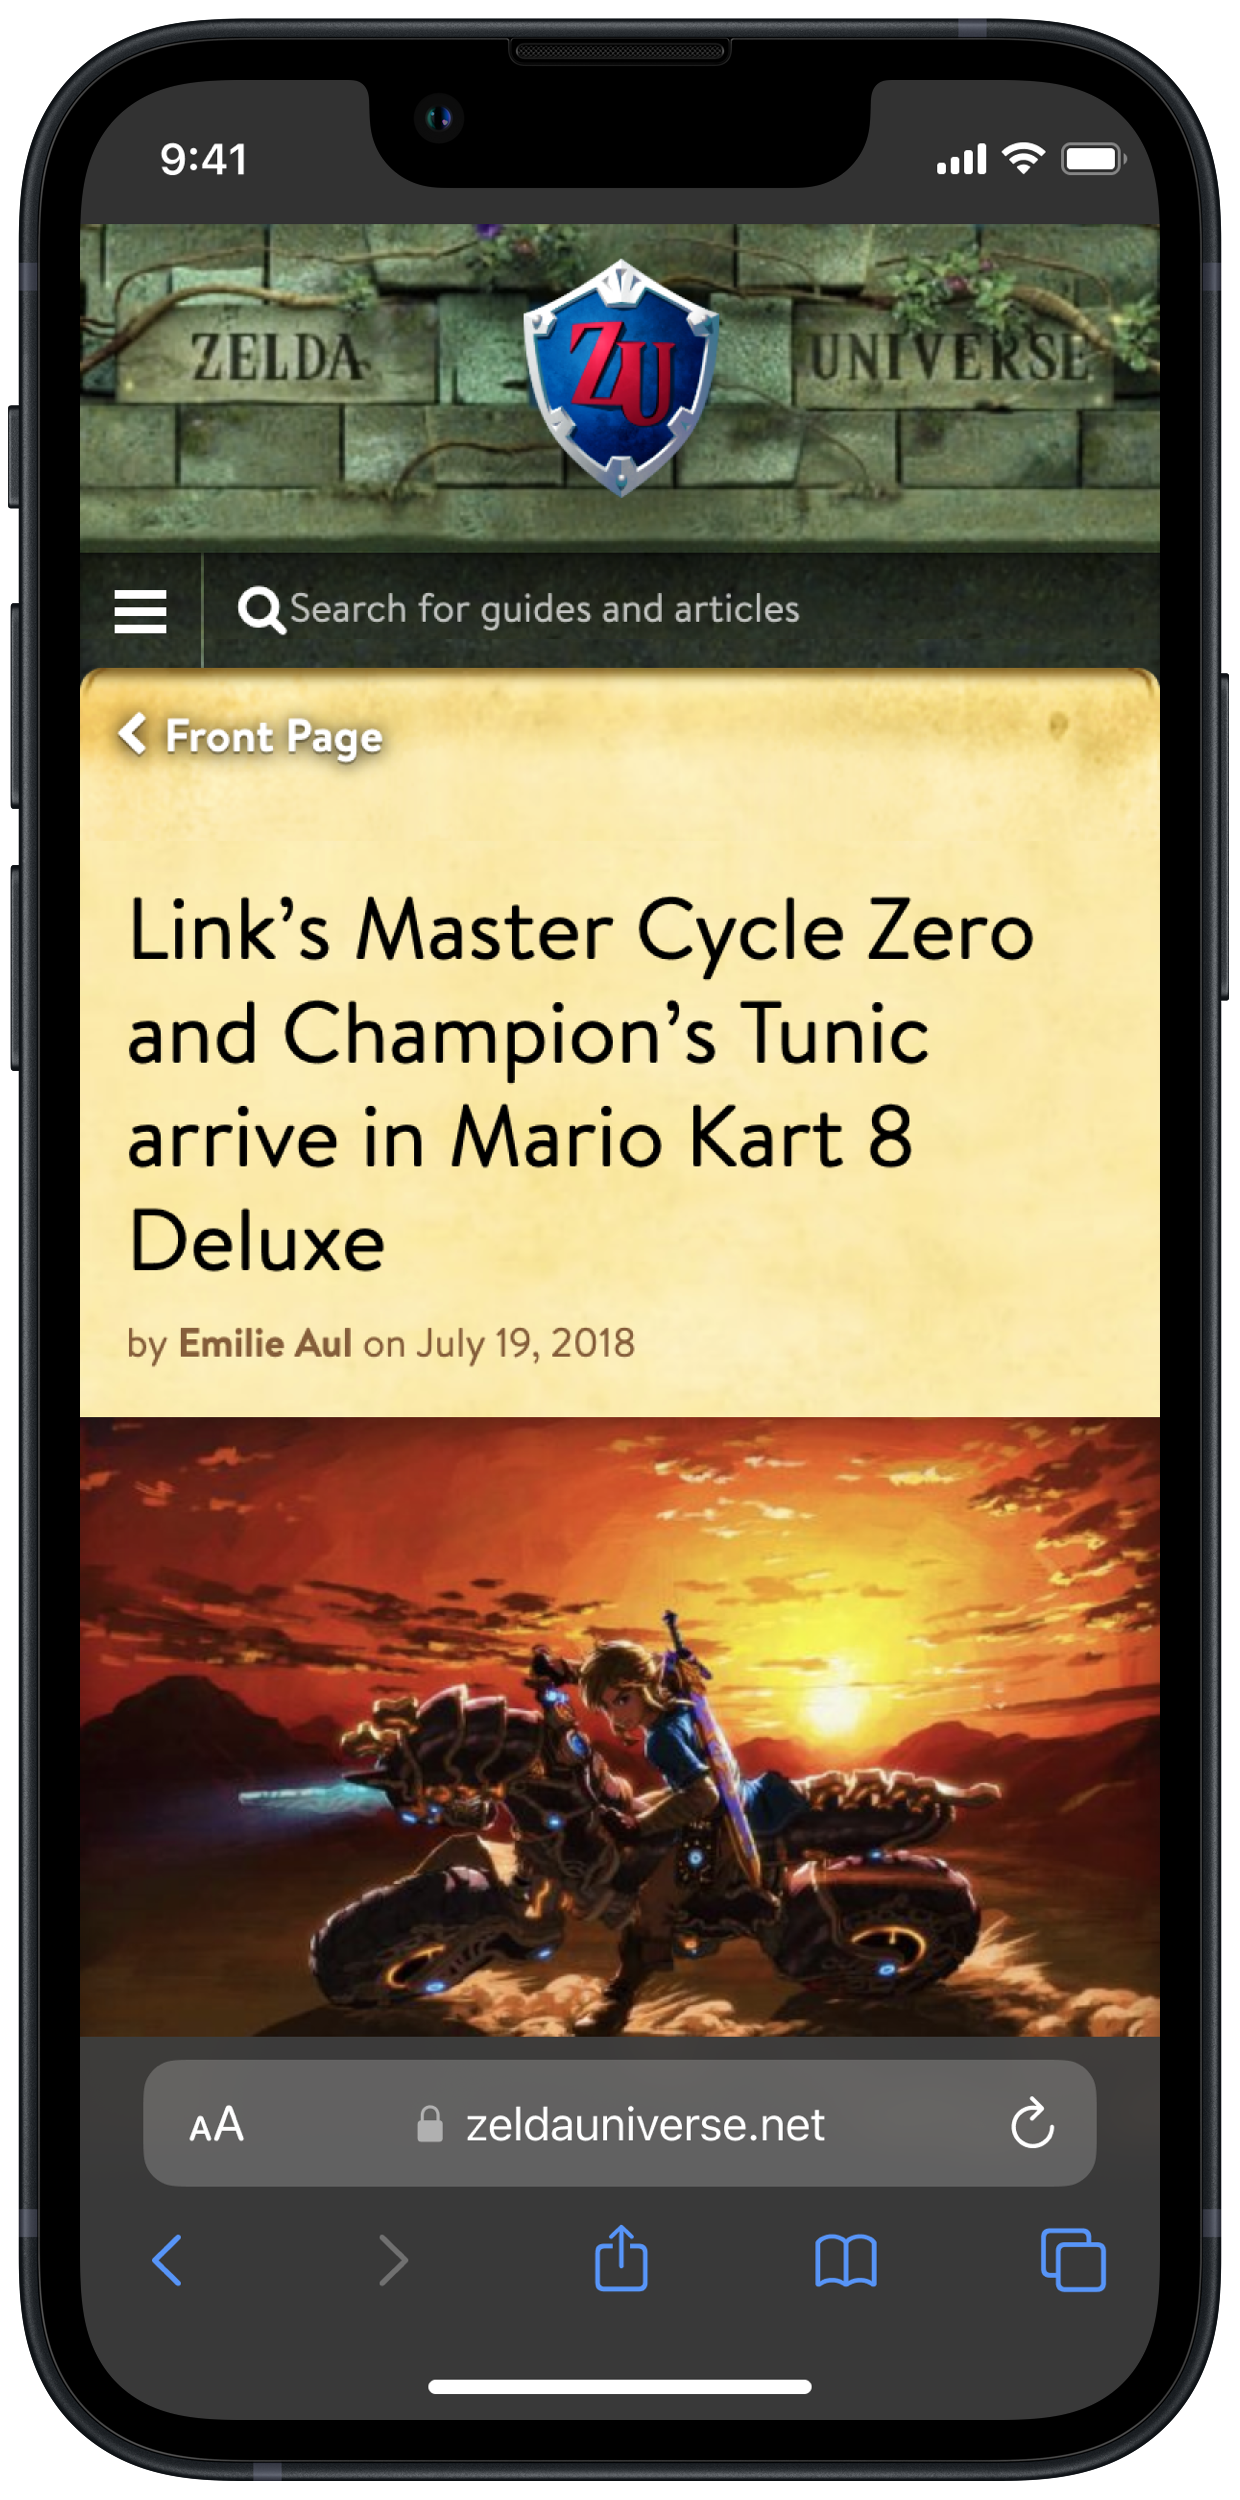 9:41
ZELDA
ZU
UNIVERSE
Search for guides and articles
Front Page
Link’s Master Cycle Zero
and Champion’s Tunic
arrive in Mario Kart 8
Deluxe
by Emilie Aul on July 19, 2018
AA
zeldauniverse.net